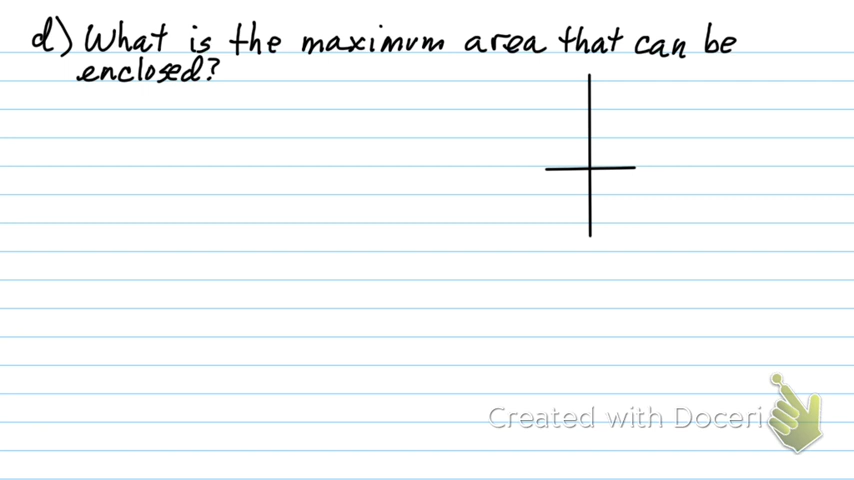 d) What is the maximum area that can be
enclosed?
Created with Doceri